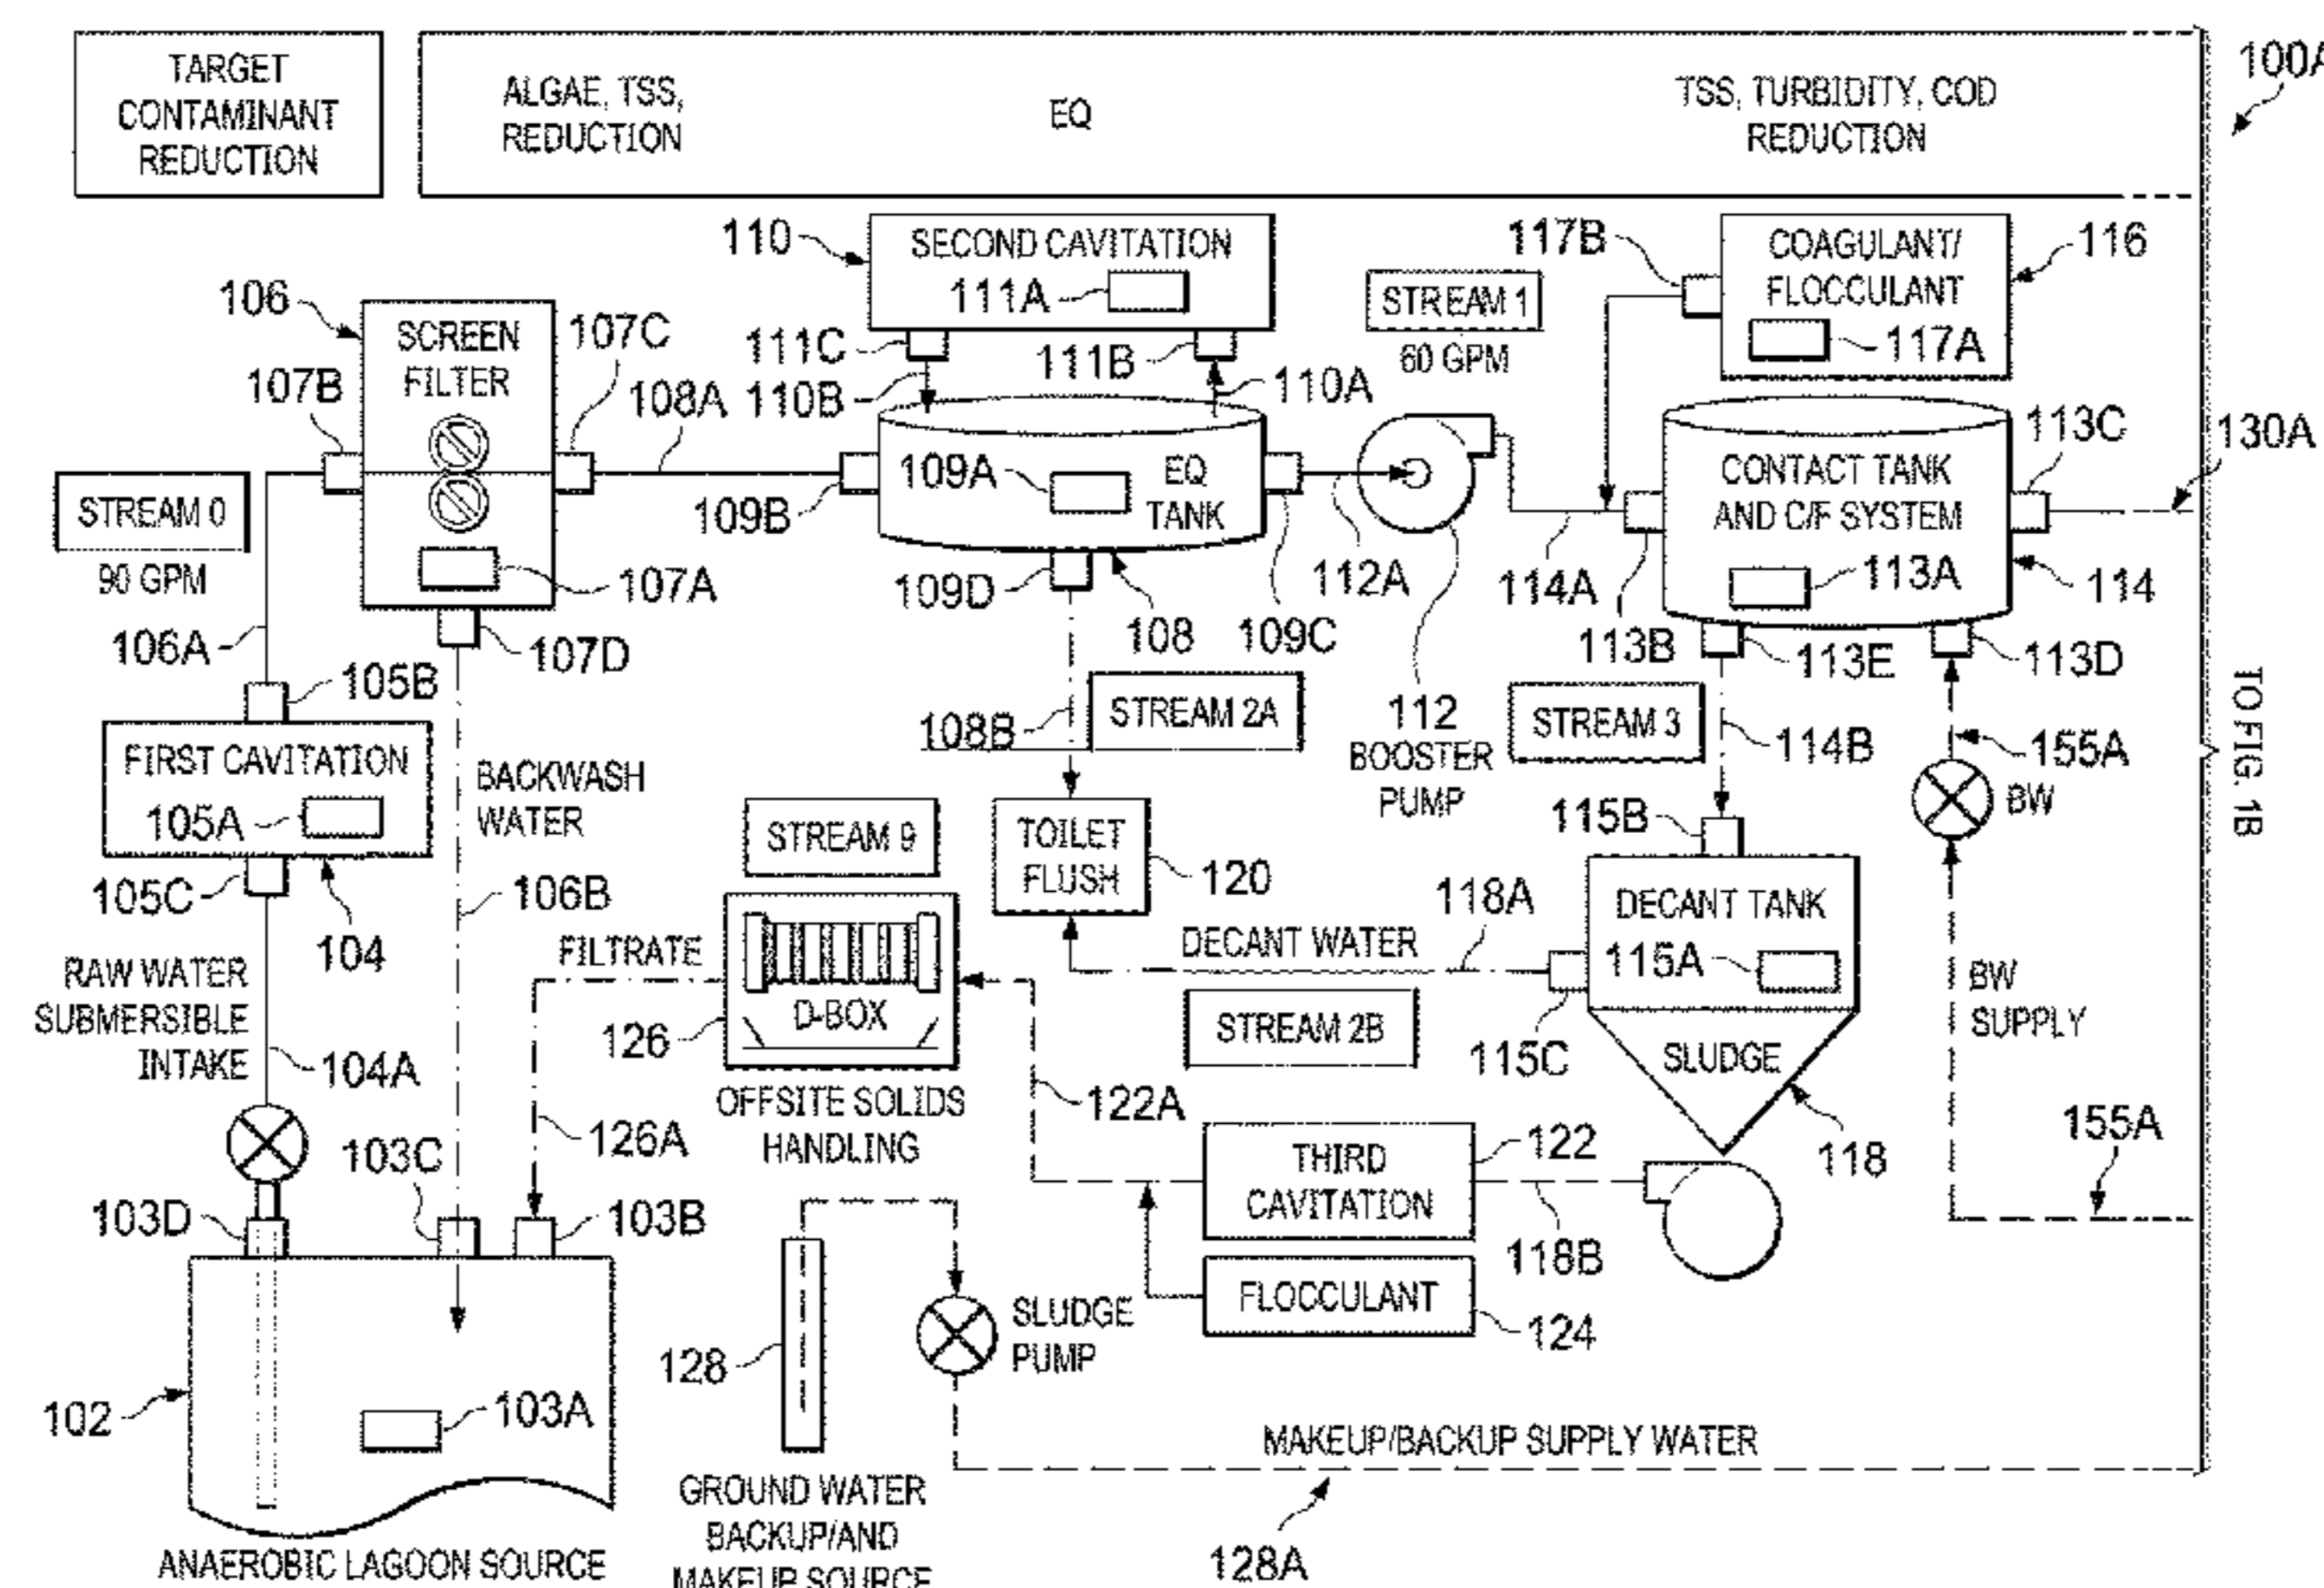 TARGET
CONTAMINANT
REDUCTION
ALGAE, TSS,
REDUCTION
EQ
TSS, TURBIDITY, COD
REDUCTION
100A
110
SECOND CAVITATION
111A
STREAM 1
60 GPM
117B
COAGULANT/
FLOCCULANT
117A
116
106
SCREEN
FILTER
107B
107C
107A
107D
108A
111C
110B
111B
110A
109A
EQ
TANK
109B
109D
108
109C
112A
112
BOOSTER
PUMP
114A
113B
CONTACT TANK
AND C/F SYSTEM
113A
113C
130A
114
113E
113D
STREAM 0
90 GPM
106A
105B
FIRST CAVITATION
105A
105C
104
BACKWASH
WATER
106B
108B
STREAM 2A
STREAM 3
114B
155A
BW
TO FIG. 1B
STREAM 9
TOILET
FLUSH
120
115B
DECANT TANK
115A
SLUDGE
115C
118
118A
DECANT WATER
STREAM 2B
BW
SUPPLY
155A
RAW WATER
SUBMERSIBLE
INTAKE
104A
FILTRATE
126
D-BOX
OFFSITE SOLIDS
HANDLING
126A
122A
THIRD
CAVITATION
122
118B
FLOCCULANT
124
103D
103C
103B
102
103A
ANAEROBIC LAGOON SOURCE
128
SLUDGE
PUMP
GROUND WATER
BACKUP/AND
MAKEUP SOURCE
MAKEUP/BACKUP SUPPLY WATER
128A